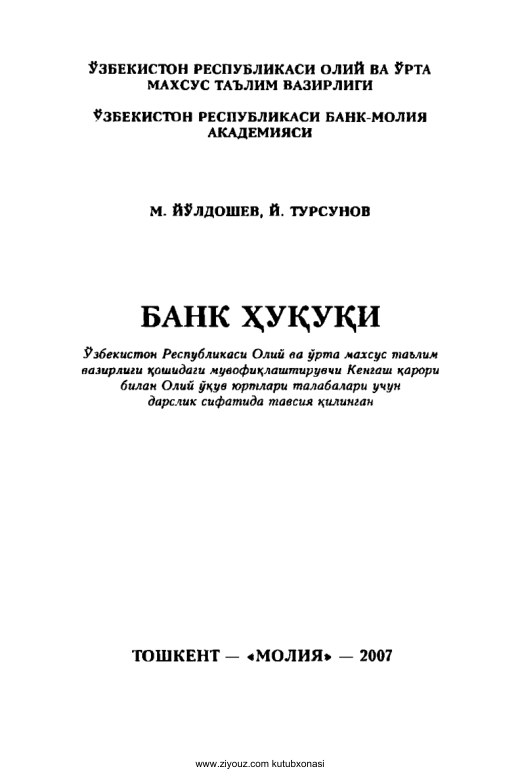 ЎЗБЕКИСТОН РЕСПУБЛИКАСИ ОЛИЙ ВА ЎРТА
МАХСУС ТАЪЛИМ ВАЗИРЛИГИ
ЎЗБЕКИСТОН РЕСПУБЛИКАСИ БАНК-МОЛИЯ
АКАДЕМИЯСИ
М. ЙЎЛДОШЕВ, Й. ТУРСУНОВ
БАНК ҲУҚУҚИ
Ўзбекистон Республикаси Олий ва ўрта махсус таълим
вазирлиги қошидаги мувофиқлаштирувчи Кенгаш қарори
билан Олий ўқув юртлари талабалари учун
дарслик сифатида тавсия қилинган
ТОШКЕНТ — «МОЛИЯ» — 2007
www.ziyouz.com kutubxonasi